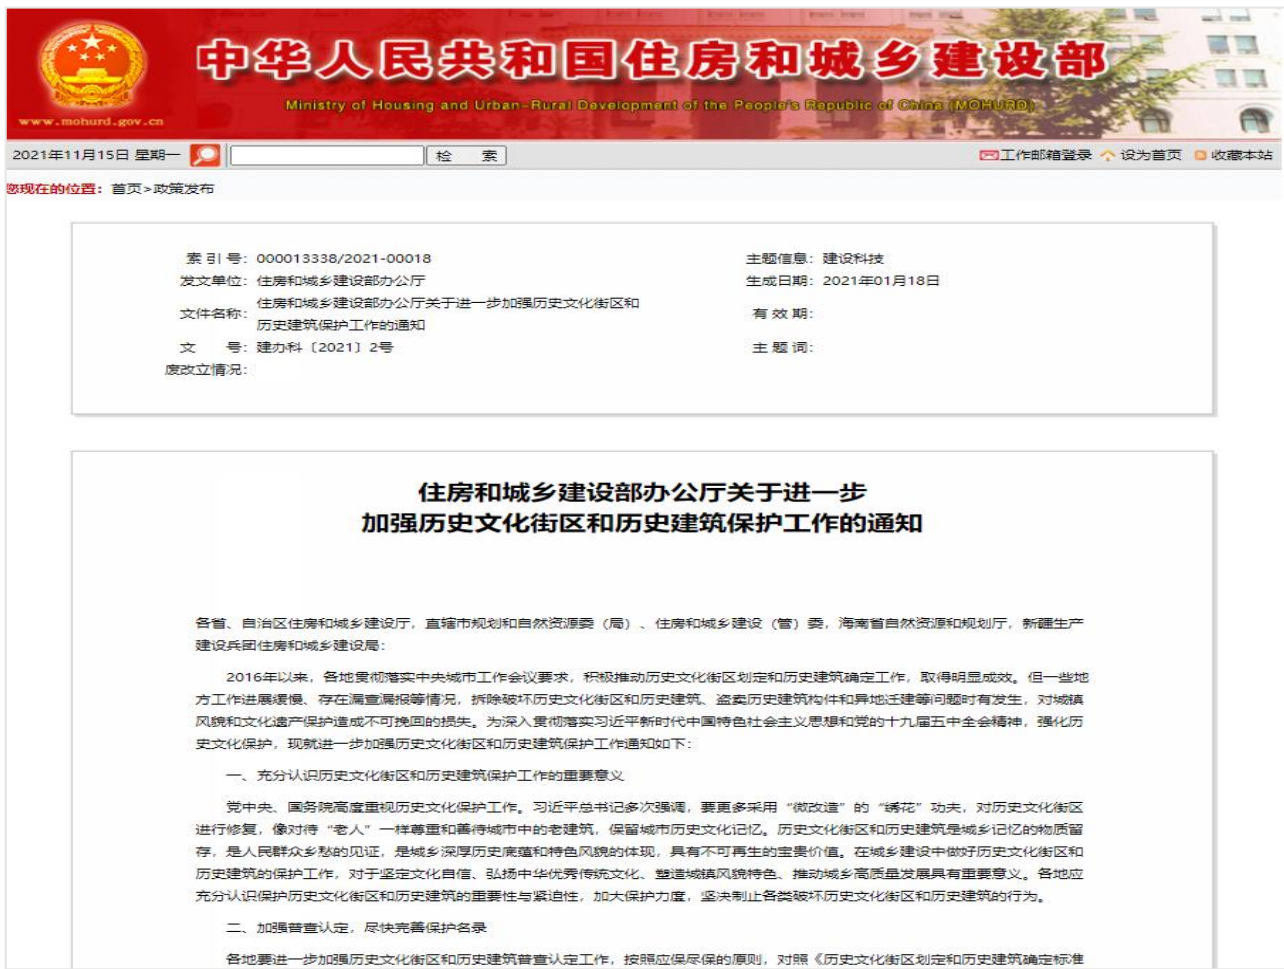 中华人民共和国住房和城乡建设部
Ministry of Housing and Urban-Rural Development of the People's Republic of China (MOHURD)
www.mohurd.gov.cn
2021年11月15日 星期一 检 索 工作邮箱登录 设为首页 收藏本站
您现在的位置：首页>政策发布
索 引 号：000013338/2021-00018 主题信息：建设科技
发文单位：住房和城乡建设部办公厅 生成日期：2021年01月18日
文件名称：住房和城乡建设部办公厅关于进一步加强历史文化街区和
历史建筑保护工作的通知 有 效 期：
文 号：建办科〔2021〕2号 主 题 词：
废改立情况：
住房和城乡建设部办公厅关于进一步
加强历史文化街区和历史建筑保护工作的通知
各省、自治区住房和城乡建设厅，直辖市规划和自然资源委（局）、住房和城乡建设（管）委，海南省自然资源和规划厅，新疆生产
建设兵团住房和城乡建设局：
2016年以来，各地贯彻落实中央城市工作会议要求，积极推动历史文化街区划定和历史建筑确定工作，取得明显成效。但一些地
方工作进展缓慢、存在漏查漏报等情况，拆除破坏历史文化街区和历史建筑、盗卖历史建筑构件和异地迁建等问题时有发生，对城镇
风貌和文化遗产保护造成不可挽回的损失。为深入贯彻落实习近平新时代中国特色社会主义思想和党的十九届五中全会精神，强化历
史文化保护，现就进一步加强历史文化街区和历史建筑保护工作通知如下：
一、充分认识历史文化街区和历史建筑保护工作的重要意义
党中央、国务院高度重视历史文化保护工作。习近平总书记多次强调，要更多采用“微改造”的“绣花”功夫，对历史文化街区
进行修复，像对待“老人”一样尊重和善待城市中的老建筑，保留城市历史文化记忆。历史文化街区和历史建筑是城乡记忆的物质留
存，是人民群众乡愁的见证，是城乡深厚历史底蕴和特色风貌的体现，具有不可再生的宝贵价值。在城乡建设中做好历史文化街区和
历史建筑的保护工作，对于坚定文化自信、弘扬中华优秀传统文化、塑造城镇风貌特色、推动城乡高质量发展具有重要意义。各地应
充分认识保护历史文化街区和历史建筑的重要性与紧迫性，加大保护力度，坚决制止各类破坏历史文化街区和历史建筑的行为。
二、加强普查认定，尽快完善保护名录
各地要进一步加强历史文化街区和历史建筑普查认定工作，按照应保尽保的原则，对照《历史文化街区划定和历史建筑确定标准